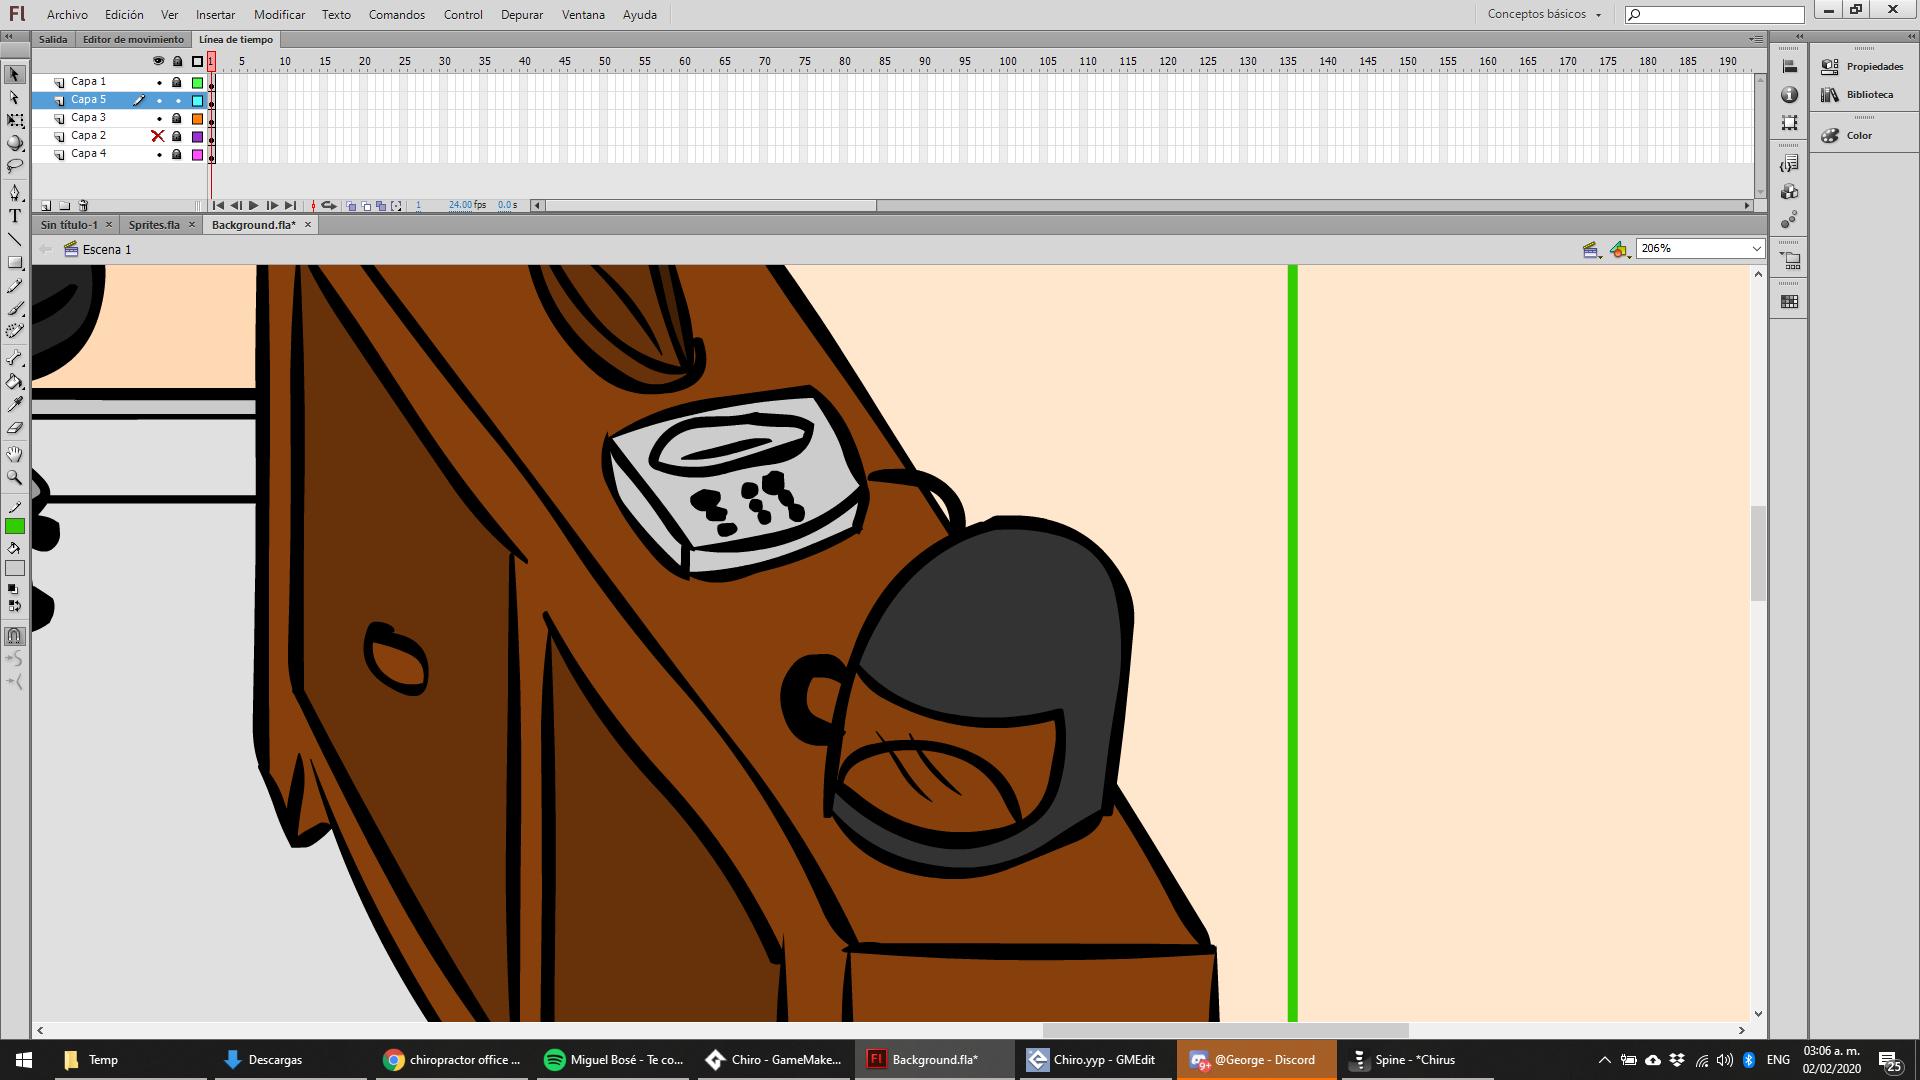 Fl Archivo Edición Ver Insertar Modificar Texto Comandos Control Depurar Ventana Ayuda Conceptos básicos
Salida Editor de movimiento Línea de tiempo
1 5 10 15 20 25 30 35 40 45 50 55 60 65 70 75 80 85 90 95 100 105 110 115 120 125 130 135 140 145 150 155 160 165 170 175 180 185 190
Capa 1
Capa 5
Capa 3
Capa 2
Capa 4
1 24.00 fps 0.0 s
Sin título-1 Sprites.fla Background.fla*
Escena 1 206%
Propiedades
Biblioteca
Color
T
Temp Descargas chiropractor office ... Miguel Bosé - Te co... Chiro - GameMake... Fl Background.fla* Chiro.yyp - GMEdit 9+ @George - Discord Spine - *Chirus ENG 03:06 a. m.
02/02/2020 25